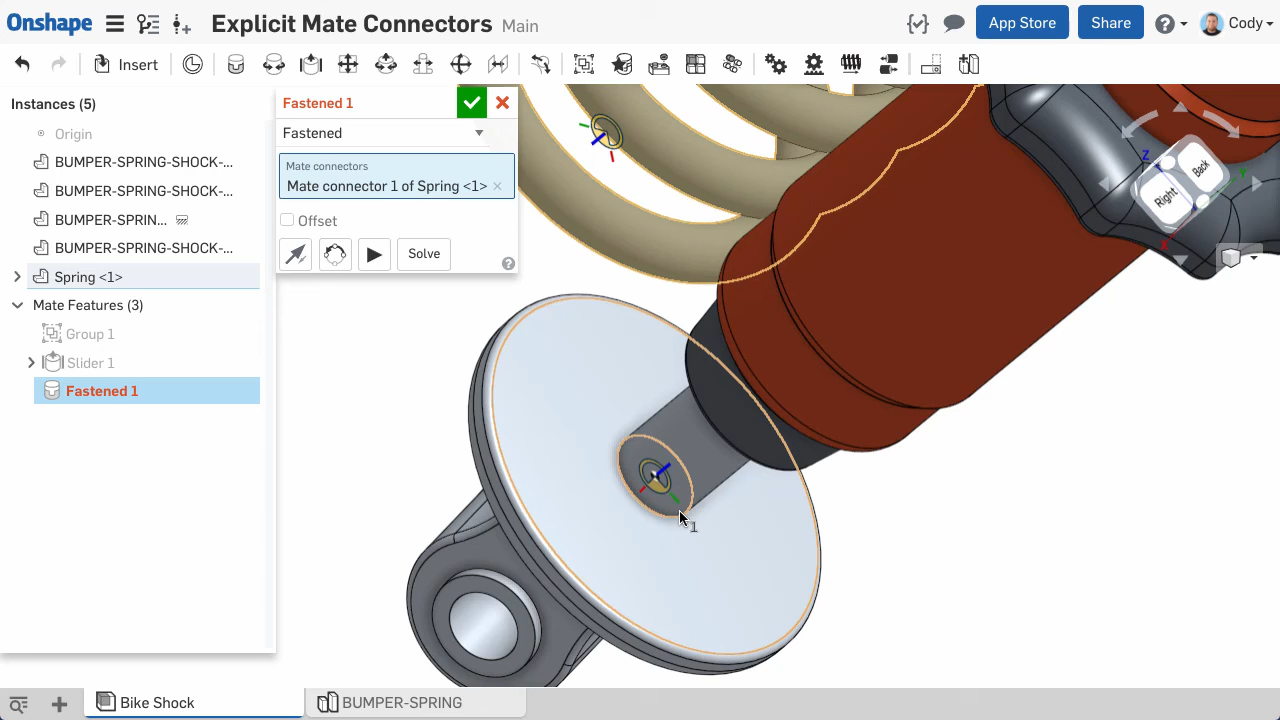 Onshape
Explicit Mate Connectors Main
App Store
Share
Cody
Insert
Instances (5)
Origin
BUMPER-SPRING-SHOCK-...
BUMPER-SPRING-SHOCK-...
BUMPER-SPRIN...
BUMPER-SPRING-SHOCK-...
Spring <1>
Mate Features (3)
Group 1
Slider 1
Fastened 1
Fastened 1
Fastened
Mate connectors
Mate connector 1 of Spring <1>
Offset
Solve
1
Z
Y
X
Right
Back
Bike Shock
BUMPER-SPRING